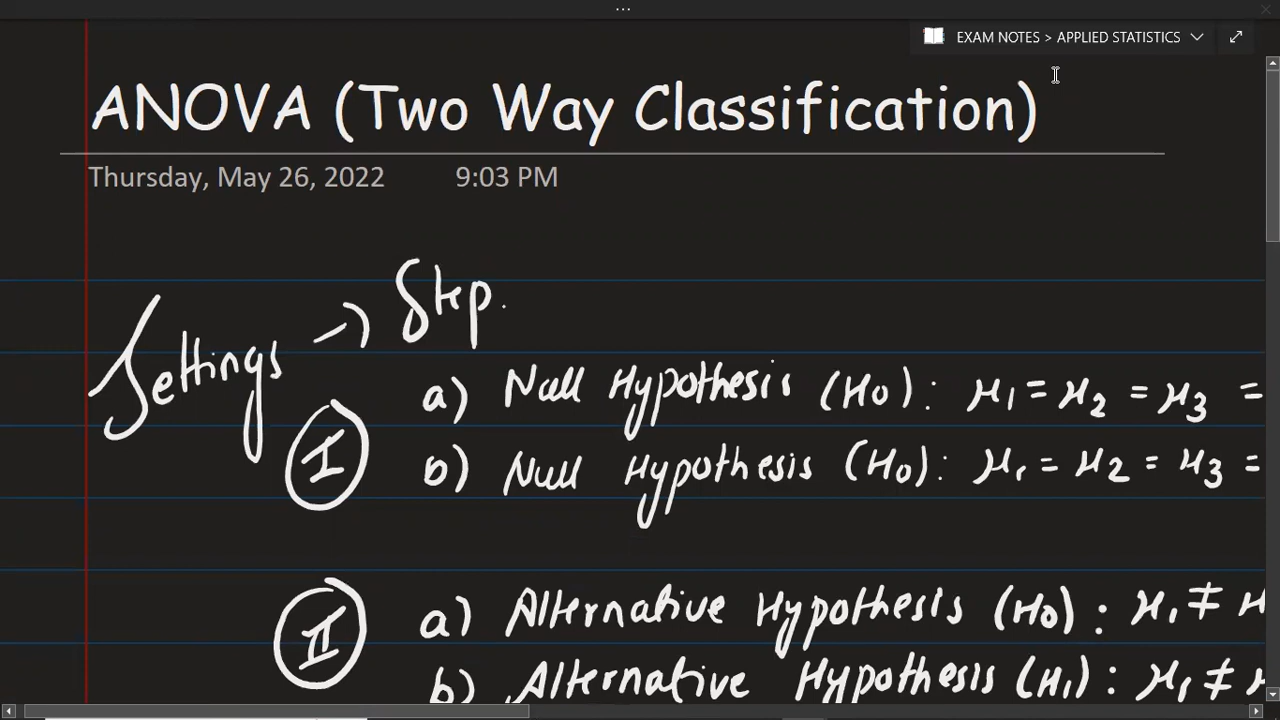 ...
EXAM NOTES > APPLIED STATISTICS
ANOVA (Two Way Classification)
Thursday, May 26, 2022 9:03 PM
Settings → Step.
I
a) Null Hypothesis (H0): μ1 = μ2 = μ3 =
b) Null Hypothesis (H0): μ1 = μ2 = μ3 =
II
a) Alternative Hypothesis (H0) : μ1 ≠ μ
b) Alternative Hypothesis (H1) : μ1 ≠